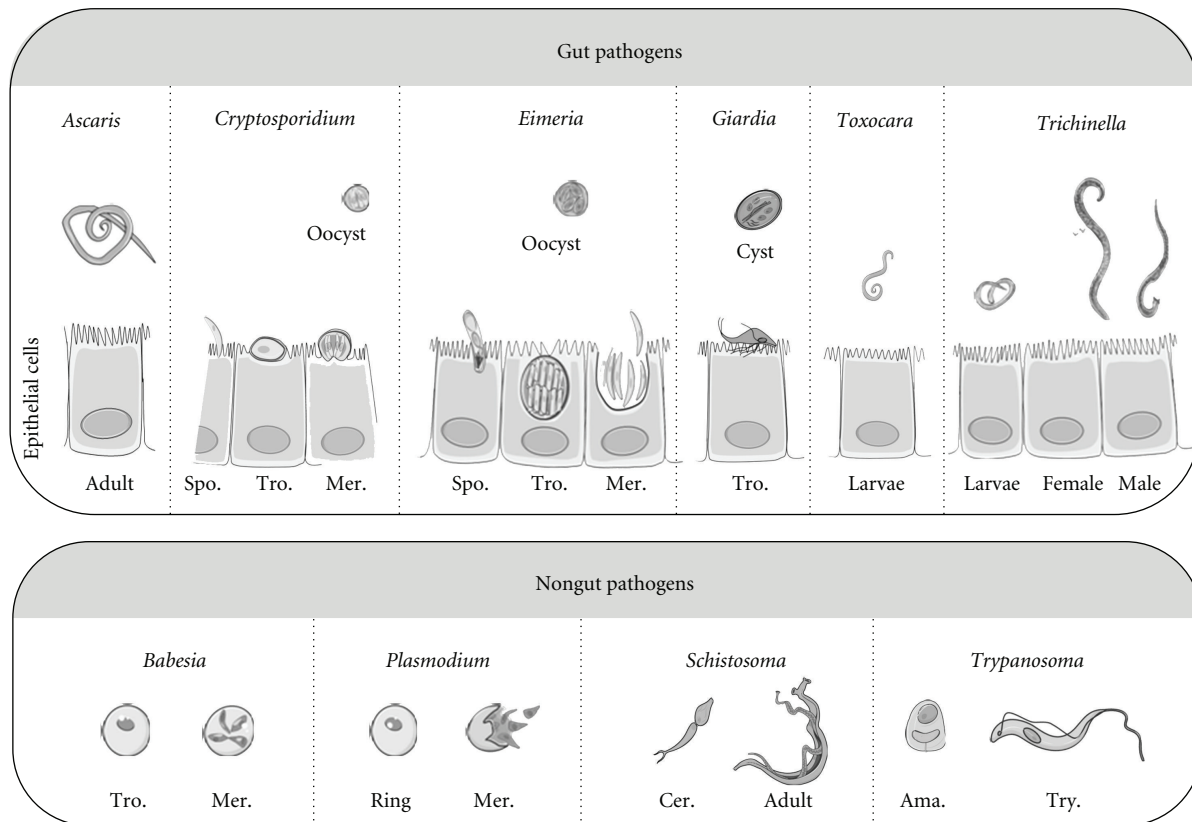 Gut pathogens
Ascaris
Cryptosporidium
Eimeria
Giardia
Toxocara
Trichinella
Oocyst
Oocyst
Cyst
Epithelial cells
Adult
Spo.
Tro.
Mer.
Spo.
Tro.
Mer.
Tro.
Larvae
Larvae
Female
Male
Nongut pathogens
Babesia
Plasmodium
Schistosoma
Trypanosoma
Tro.
Mer.
Ring
Mer.
Cer.
Adult
Ama.
Try.